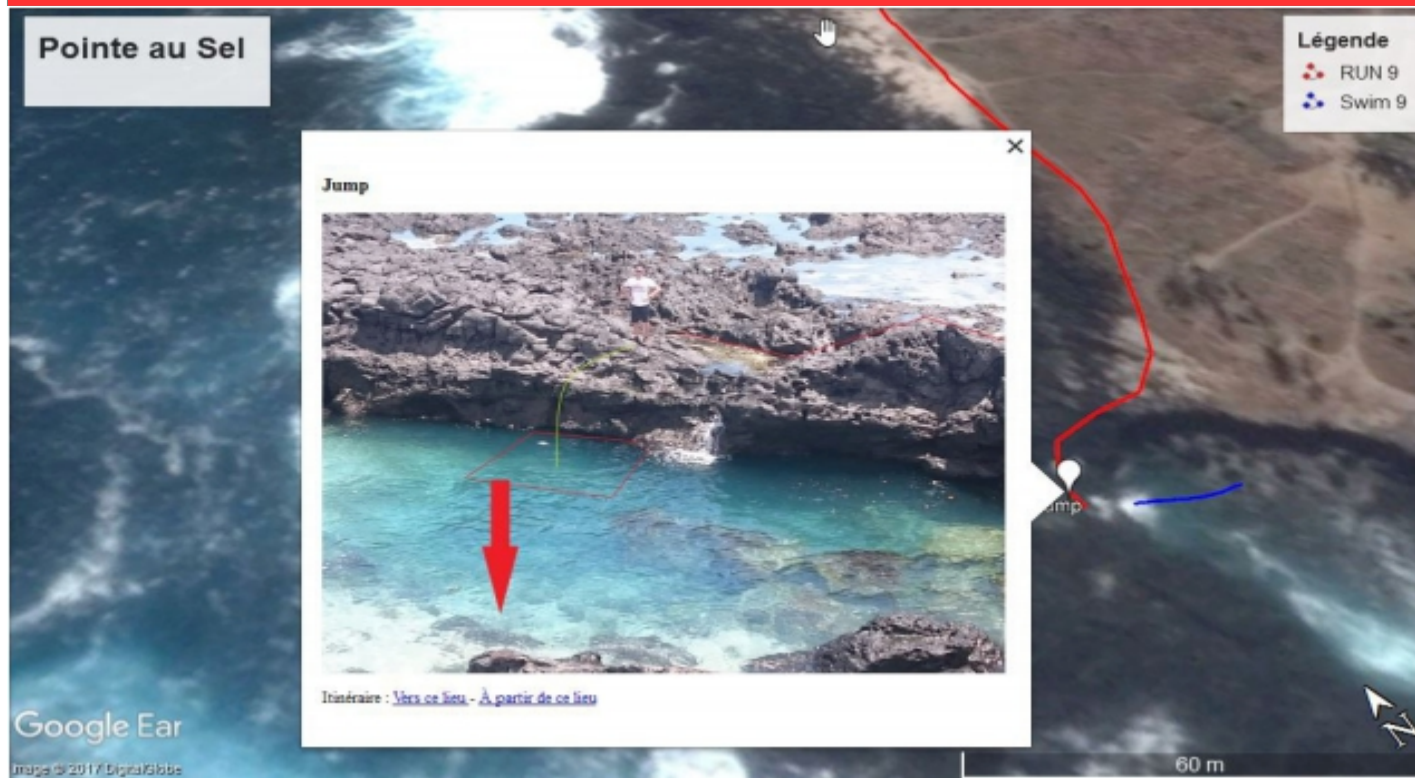 Pointe au Sel
Légende
RUN 9
Swim 9
Jump
Itinéraire : Vers ce lieu - À partir de ce lieu
ump
Google Ear
Image © 2017 DigitalGlobe
N
60 m